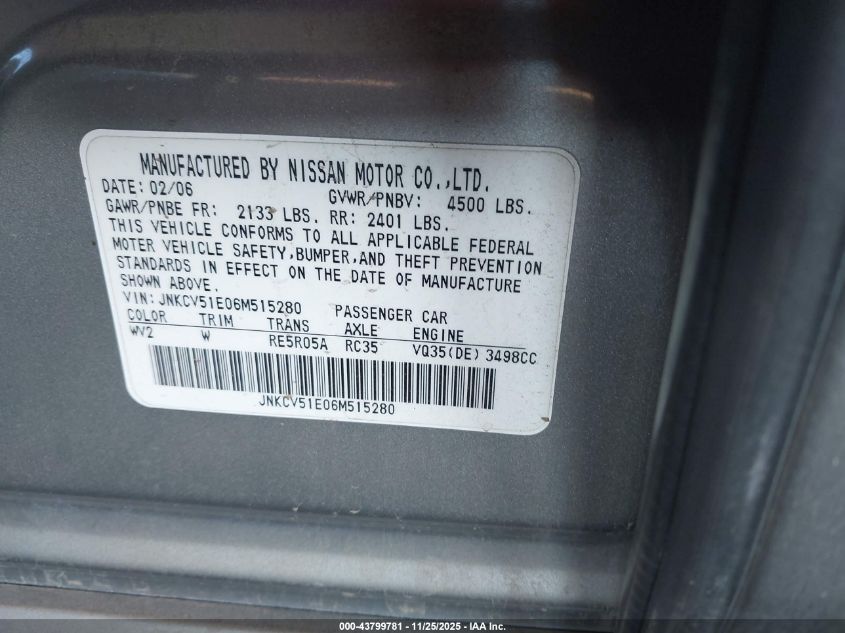 MANUFACTURED BY NISSAN MOTOR CO.,LTD.
DATE: 02/06 GVWR/PNBV: 4500 LBS.
GAWR/PNBE FR: 2133 LBS. RR: 2401 LBS.
THIS VEHICLE CONFORMS TO ALL APPLICABLE FEDERAL
MOTOR VEHICLE SAFETY,BUMPER,AND THEFT PREVENTION
STANDARDS IN EFFECT ON THE DATE OF MANUFACTURE
SHOWN ABOVE.
VIN: JNKCV51E06M515280 PASSENGER CAR
COLOR TRIM TRANS AXLE ENGINE
WV2 W RE5R05A RC35 VQ35(DE) 3498CC
JNKCV51E06M515280
000-43799781 - 11/25/2025 - IAA Inc.